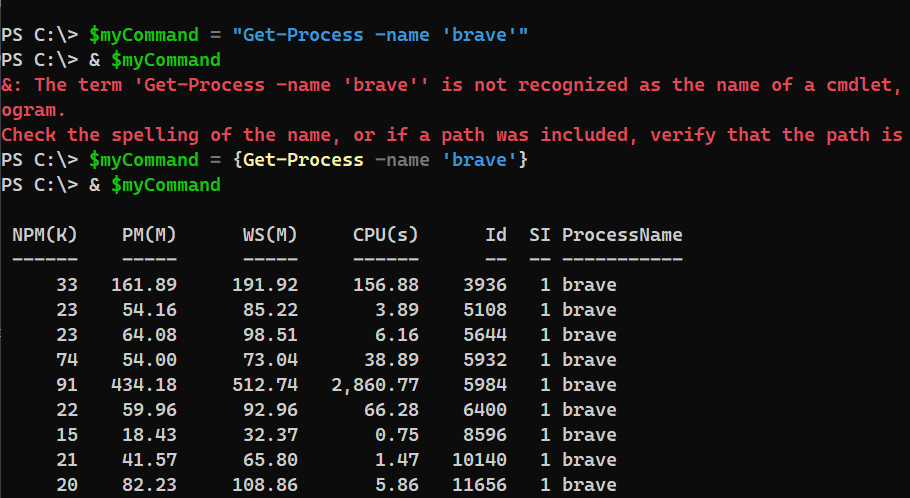 PS C:\> $myCommand = "Get-Process -name 'brave'"
PS C:\> & $myCommand
&: The term 'Get-Process -name 'brave'' is not recognized as the name of a cmdlet,
ogram.
Check the spelling of the name, or if a path was included, verify that the path is
PS C:\> $myCommand = {Get-Process -name 'brave'}
PS C:\> & $myCommand
NPM(K) PM(M) WS(M) CPU(s) Id SI ProcessName
------ ----- ----- ------ -- -- -----------
33 161.89 191.92 156.88 3936 1 brave
23 54.16 85.22 3.89 5108 1 brave
23 64.08 98.51 6.16 5644 1 brave
74 54.00 73.04 38.89 5932 1 brave
91 434.18 512.74 2,860.77 5984 1 brave
22 59.96 92.96 66.28 6400 1 brave
15 18.43 32.37 0.75 8596 1 brave
21 41.57 65.80 1.47 10140 1 brave
20 82.23 108.86 5.86 11656 1 brave